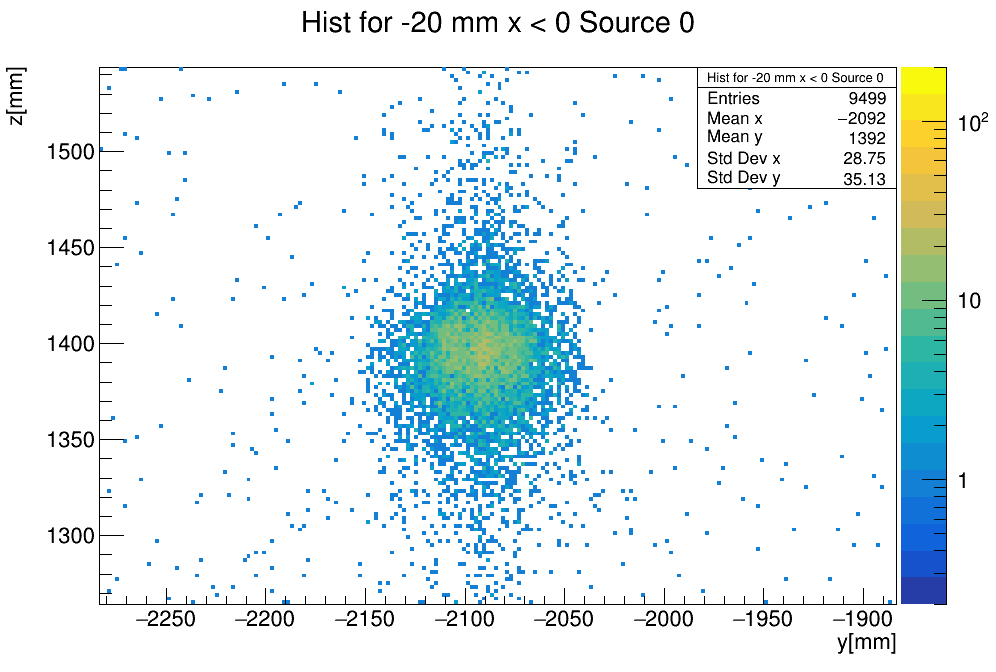 Hist for -20 mm x < 0 Source 0
z[mm]
Hist for -20 mm x < 0 Source 0
Entries 9499
Mean x −2092
Mean y 1392
Std Dev x 28.75
Std Dev y 35.13
10²
10
1
1500
1450
1400
1350
1300
−2250 −2200 −2150 −2100 −2050 −2000 −1950 −1900
y[mm]